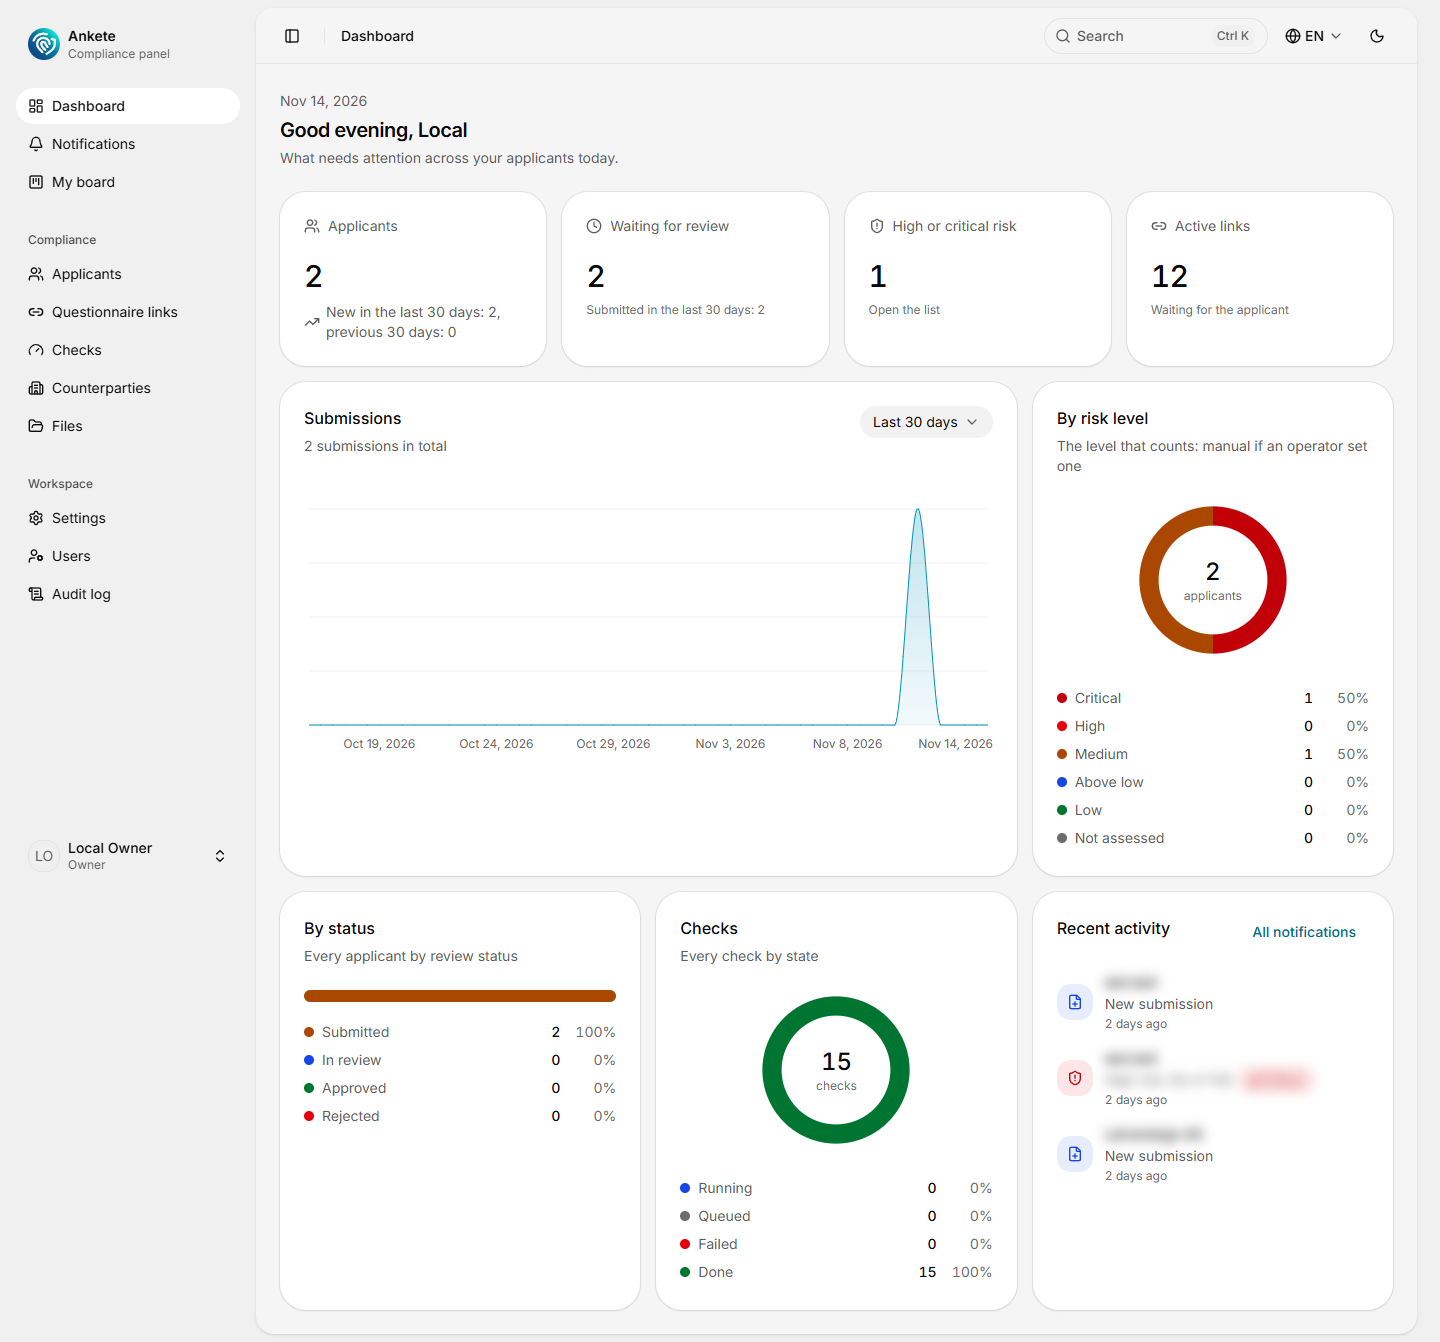 Ankete
Compliance panel
Dashboard
Notifications
My board
Compliance
Applicants
Questionnaire links
Checks
Counterparties
Files
Workspace
Settings
Users
Audit log
LO
Local Owner
Owner
Dashboard
Search
Ctrl K
EN
Nov 14, 2026
Good evening, Local
What needs attention across your applicants today.
Applicants
2
New in the last 30 days: 2,
previous 30 days: 0
Waiting for review
2
Submitted in the last 30 days: 2
High or critical risk
1
Open the list
Active links
12
Waiting for the applicant
Submissions
2 submissions in total
Last 30 days
Oct 19, 2026
Oct 24, 2026
Oct 29, 2026
Nov 3, 2026
Nov 8, 2026
Nov 14, 2026
By risk level
The level that counts: manual if an operator set
one
2
applicants
Critical 1 50%
High 0 0%
Medium 1 50%
Above low 0 0%
Low 0 0%
Not assessed 0 0%
By status
Every applicant by review status
Submitted 2 100%
In review 0 0%
Approved 0 0%
Rejected 0 0%
Checks
Every check by state
15
checks
Running 0 0%
Queued 0 0%
Failed 0 0%
Done 15 100%
Recent activity
All notifications
New submission
2 days ago
2 days ago
New submission
2 days ago